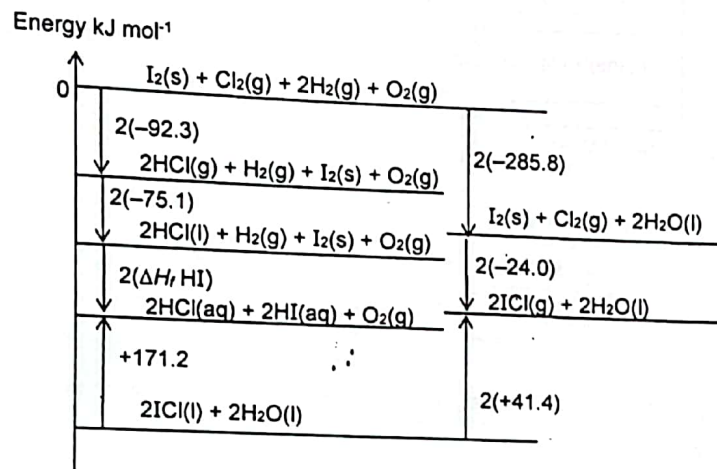 Energy kJ mol⁻¹
0
I₂(s) + Cl₂(g) + 2H₂(g) + O₂(g)
2(−92.3)
2HCl(g) + H₂(g) + I₂(s) + O₂(g)
2(−285.8)
2(−75.1)
2HCl(l) + H₂(g) + I₂(s) + O₂(g)
I₂(s) + Cl₂(g) + 2H₂O(l)
2(ΔHf HI)
2(−24.0)
2HCl(aq) + 2HI(aq) + O₂(g)
2ICl(g) + 2H₂O(l)
+171.2
2ICl(l) + 2H₂O(l)
2(+41.4)